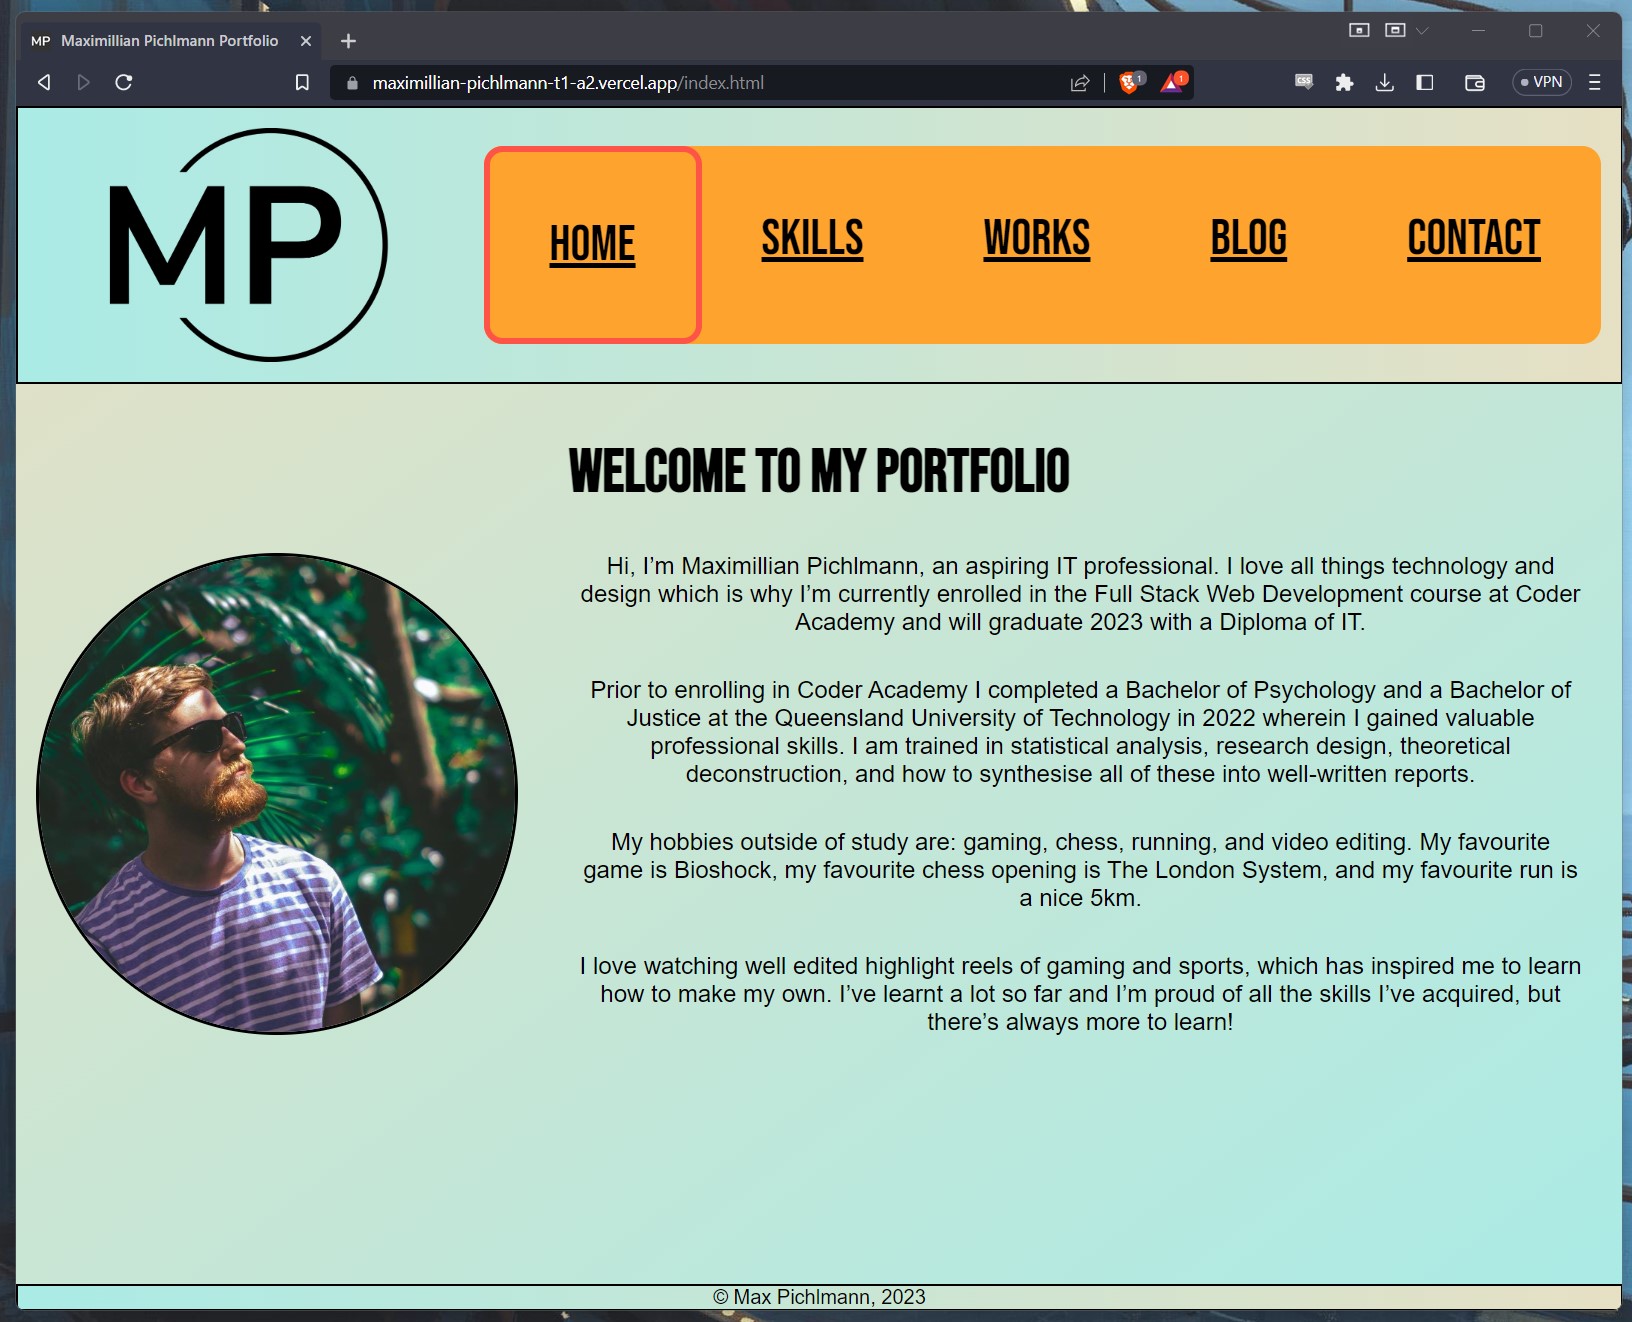 MP Maximillian Pichlmann Portfolio
maximillian-pichlmann-t1-a2.vercel.app/index.html
1
1
CSS
VPN
MP
HOME
SKILLS
WORKS
BLOG
CONTACT
WELCOME TO MY PORTFOLIO
Hi, I’m Maximillian Pichlmann, an aspiring IT professional. I love all things technology and
design which is why I’m currently enrolled in the Full Stack Web Development course at Coder
Academy and will graduate 2023 with a Diploma of IT.
Prior to enrolling in Coder Academy I completed a Bachelor of Psychology and a Bachelor of
Justice at the Queensland University of Technology in 2022 wherein I gained valuable
professional skills. I am trained in statistical analysis, research design, theoretical
deconstruction, and how to synthesise all of these into well-written reports.
My hobbies outside of study are: gaming, chess, running, and video editing. My favourite
game is Bioshock, my favourite chess opening is The London System, and my favourite run is
a nice 5km.
I love watching well edited highlight reels of gaming and sports, which has inspired me to learn
how to make my own. I’ve learnt a lot so far and I’m proud of all the skills I’ve acquired, but
there’s always more to learn!
© Max Pichlmann, 2023